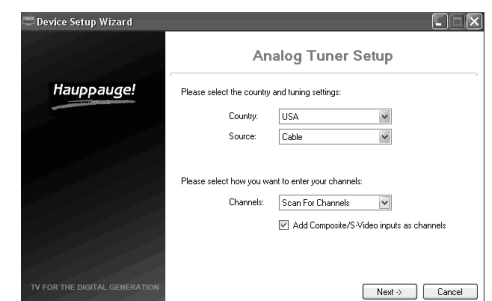 Device Setup Wizard
Analog Tuner Setup
Hauppauge!
Please select the country and tuning settings:
Country: USA
Source: Cable
Please select how you want to enter your channels:
Channels: Scan For Channels
Add Composite/S-Video inputs as channels
TV FOR THE DIGITAL GENERATION
Next -> Cancel